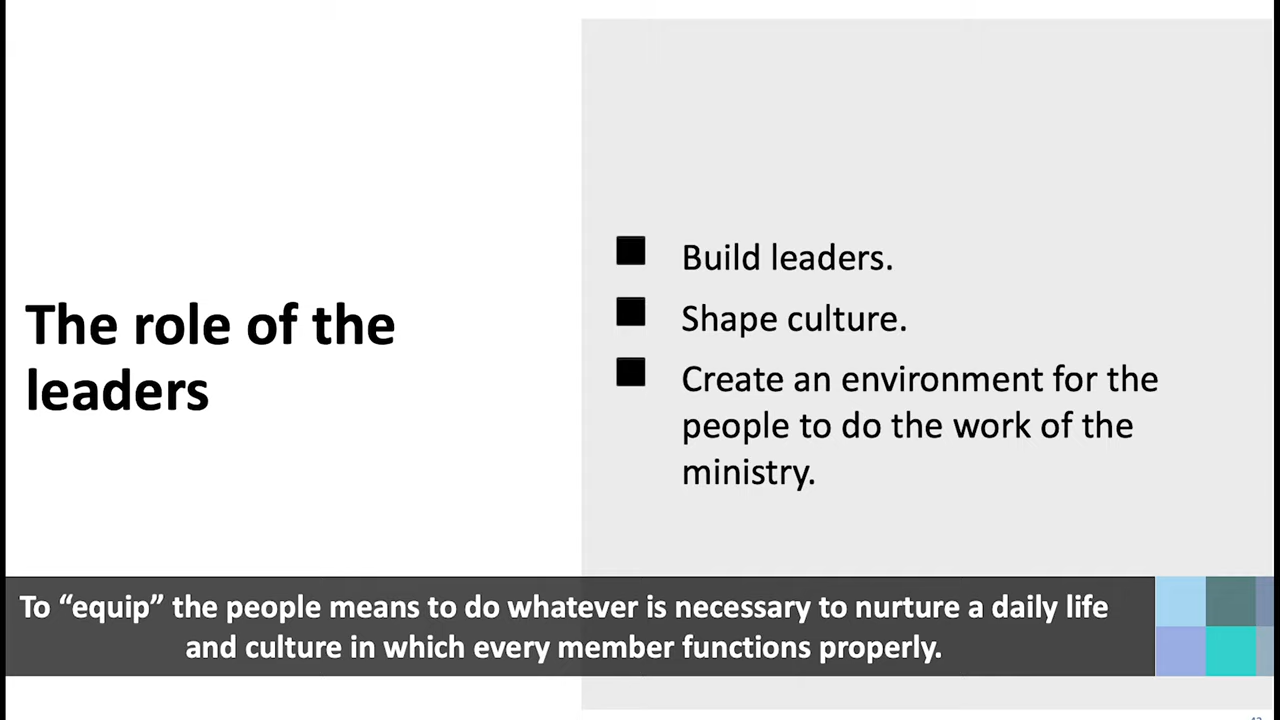 The role of the
leaders
Build leaders.
Shape culture.
Create an environment for the
people to do the work of the
ministry.
To “equip” the people means to do whatever is necessary to nurture a daily life
and culture in which every member functions properly.